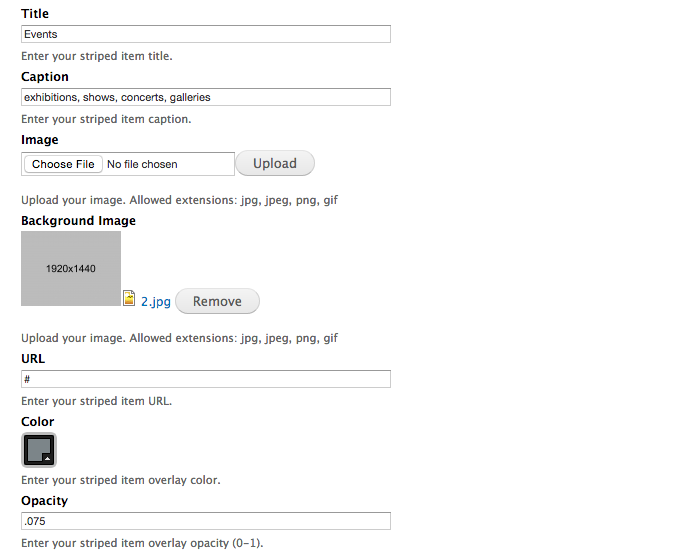 Title
Events
Enter your striped item title.
Caption
exhibitions, shows, concerts, galleries
Enter your striped item caption.
Image
Choose File No file chosen Upload
Upload your image. Allowed extensions: jpg, jpeg, png, gif
Background Image
1920x1440
2.jpg Remove
Upload your image. Allowed extensions: jpg, jpeg, png, gif
URL
#
Enter your striped item URL.
Color
Enter your striped item overlay color.
Opacity
.075
Enter your striped item overlay opacity (0-1).